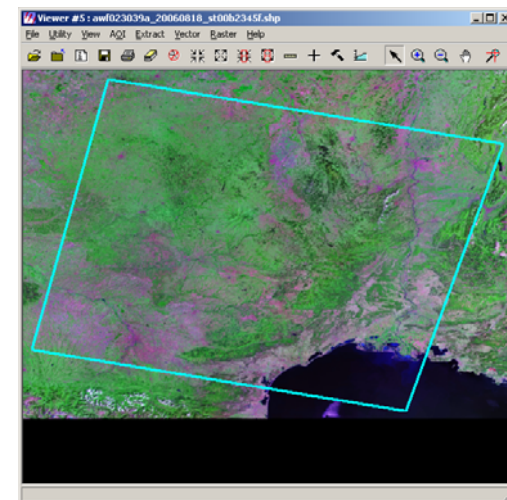 Viewer #5 : awf023039a_20060818_st00b2345f.shp
File Utility View AOI Extract Vector Raster Help